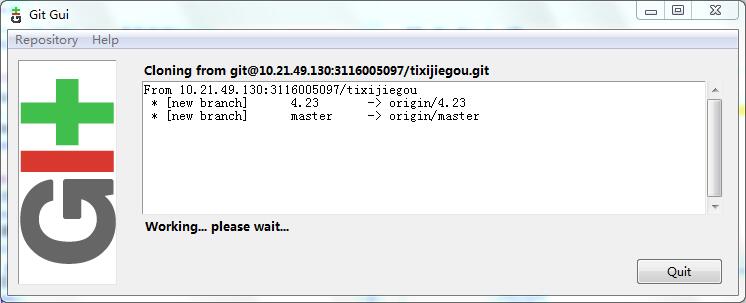 Git Gui
Repository Help
GIt
Cloning from git@10.21.49.130:3116005097/tixijiegou.git
From 10.21.49.130:3116005097/tixijiegou
* [new branch] 4.23 -> origin/4.23
* [new branch] master -> origin/master
Working... please wait...
Quit